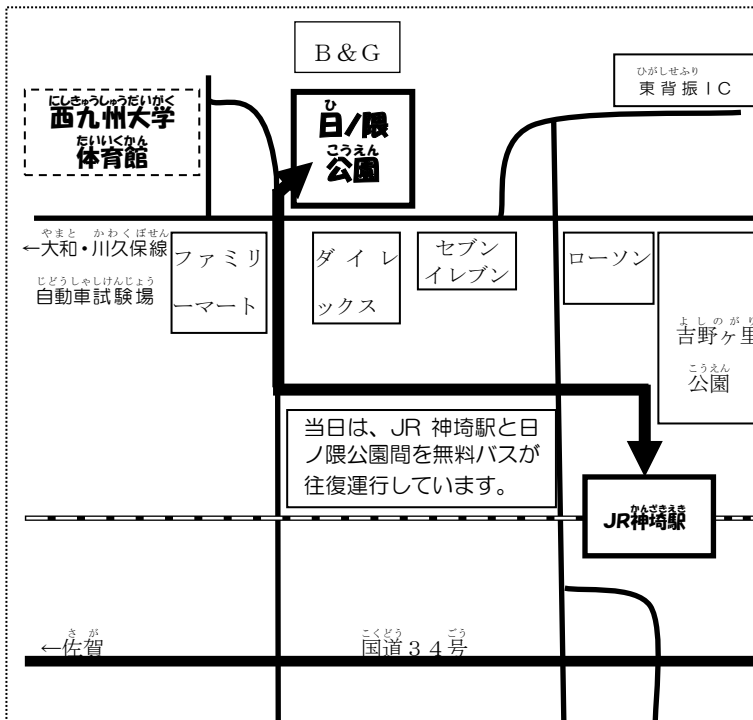 B＆G
ひがしせふり
東背振IC
にしきゅうしゅうだいがく
西九州大学
たいいくかん
体育館
ひ
日ノ隈
こうえん
公園
やまと かわくぼせん
←大和・川久保線
じどうしゃしけんじょう
自動車試験場
ファミリ
ーマート
ダイレ
ックス
セブン
イレブン
ローソン
よしのがり
吉野ヶ里
こうえん
公園
当日は、JR 神埼駅と日
ノ隈公園間を無料バスが
往復運行しています。
かんざきえき
JR神埼駅
さが
←佐賀
こくどう ごう
国道34号